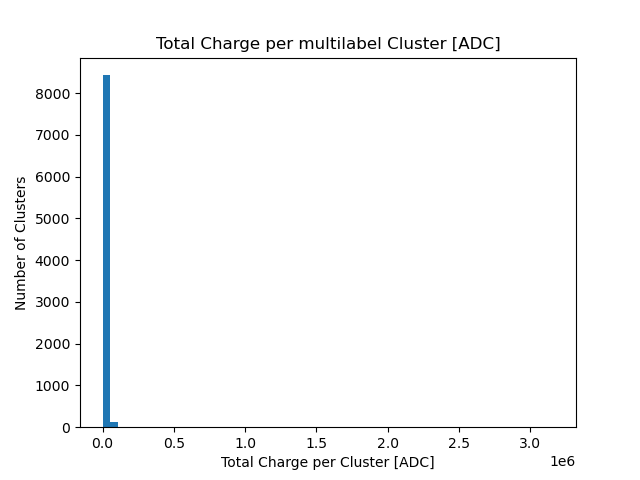 Total Charge per multilabel Cluster [ADC]
Number of Clusters
8000
7000
6000
5000
4000
3000
2000
1000
0
0.0 0.5 1.0 1.5 2.0 2.5 3.0
1e6
Total Charge per Cluster [ADC]